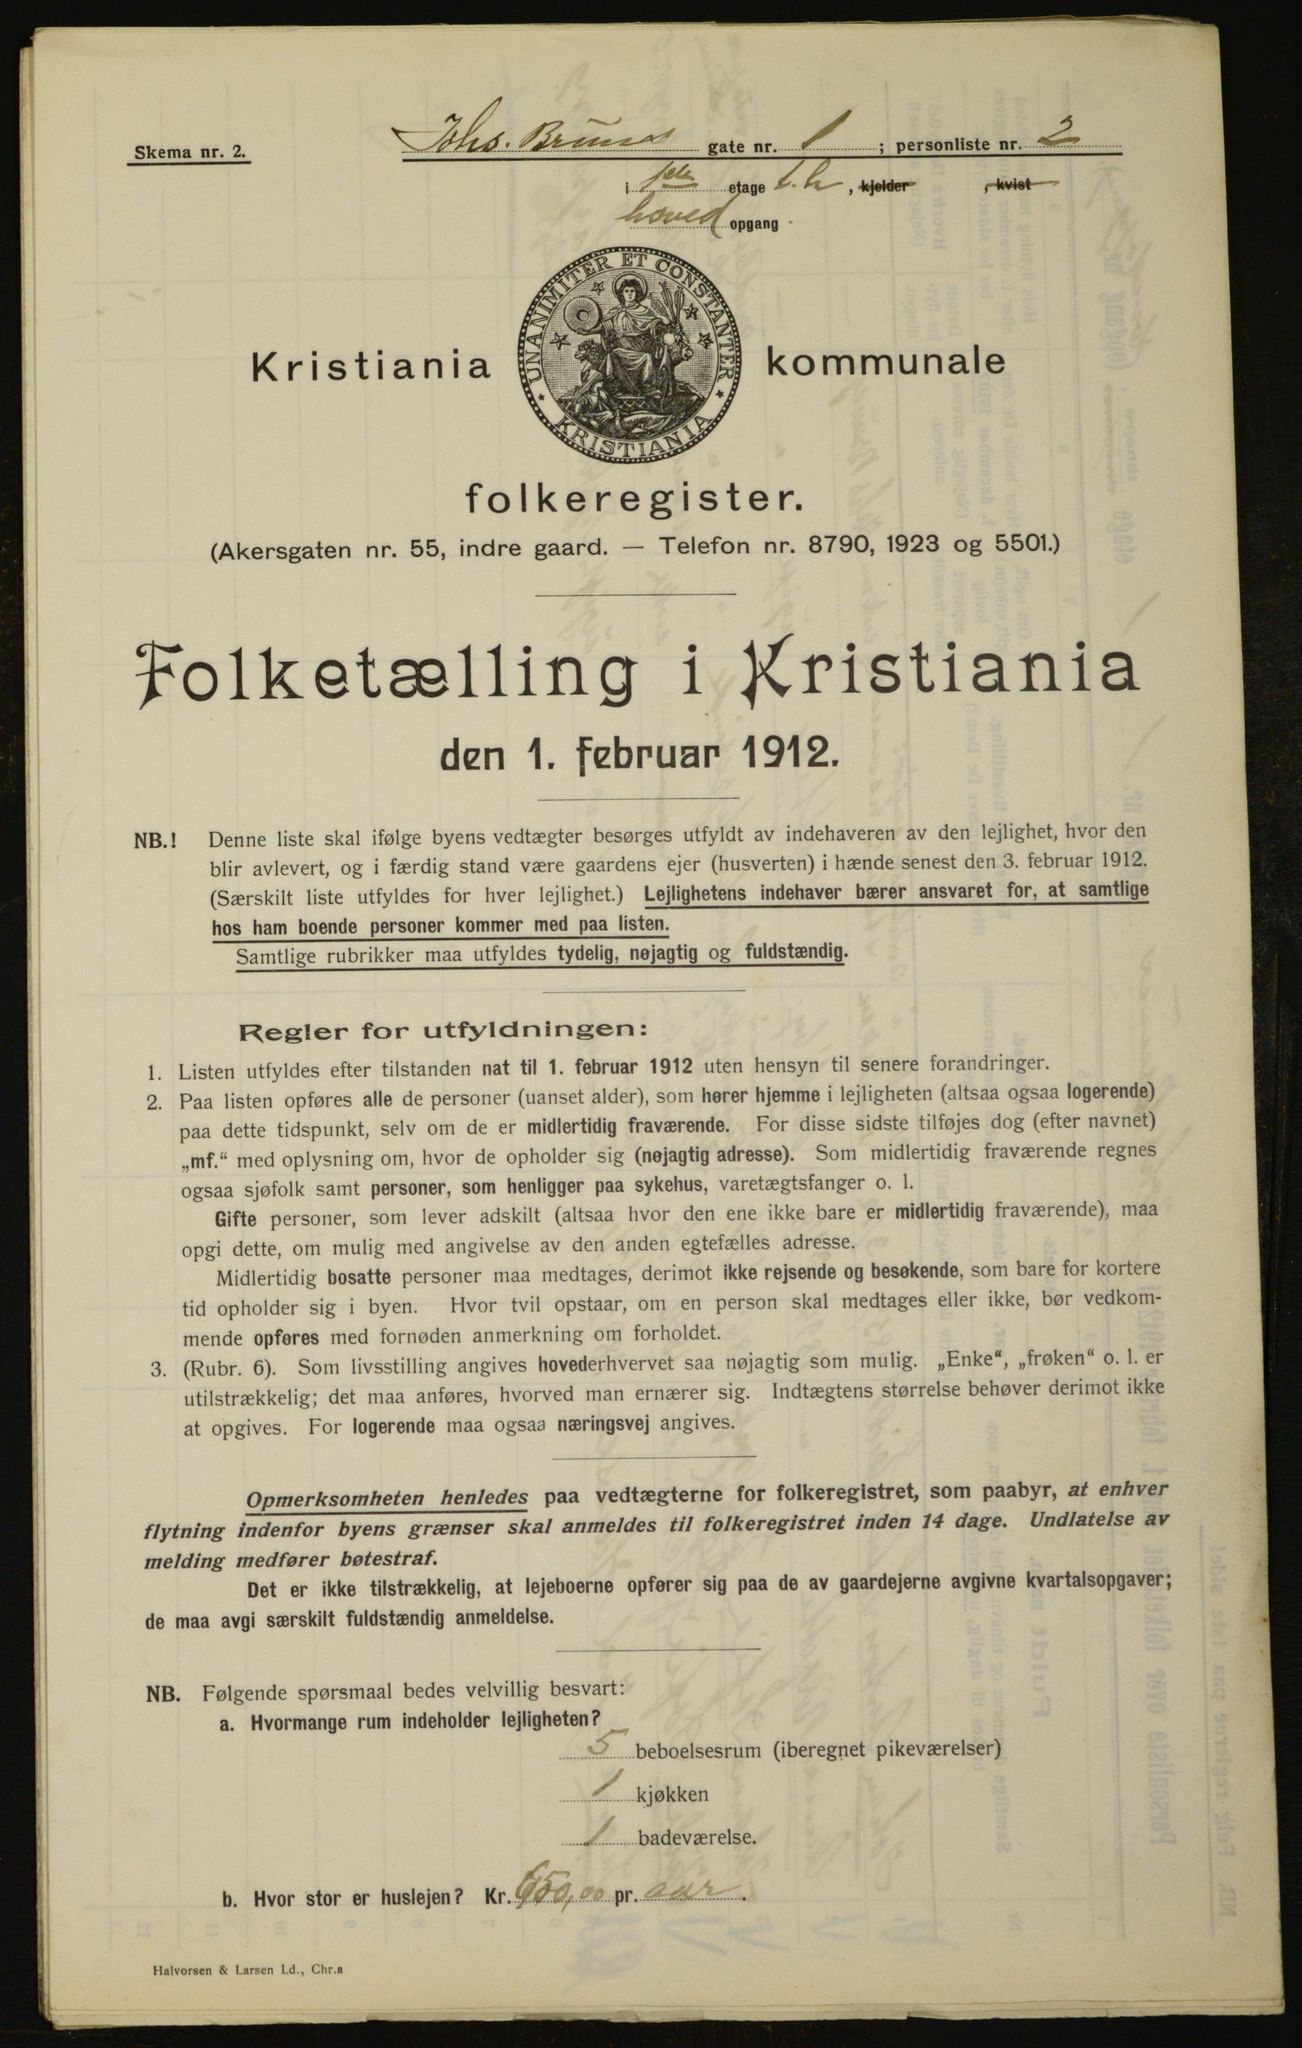 Skema nr. 2.
Johs. Bruns gate nr. 1 ; personliste nr. 2
i 1ste etage t. h , kjelder , kvist
hoved opgang
UNANIMITER ET CONSTANTER
KRISTIANIA
Kristiania kommunale
folkeregister.
(Akersgaten nr. 55, indre gaard. — Telefon nr. 8790, 1923 og 5501.)
Folketælling i Kristiania
den 1. februar 1912.
NB.! Denne liste skal ifølge byens vedtægter besørges utfyldt av indehaveren av den lejlighet, hvor den
blir avlevert, og i færdig stand være gaardens ejer (husverten) i hænde senest den 3. februar 1912.
(Særskilt liste utfyldes for hver lejlighet.) Lejlighetens indehaver bærer ansvaret for, at samtlige
hos ham boende personer kommer med paa listen.
Samtlige rubrikker maa utfyldes tydelig, nøjagtig og fuldstændig.
Regler for utfyldningen:
1. Listen utfyldes efter tilstanden nat til 1. februar 1912 uten hensyn til senere forandringer.
2. Paa listen opføres alle de personer (uanset alder), som hører hjemme i lejligheten (altsaa ogsaa logerende)
paa dette tidspunkt, selv om de er midlertidig fraværende. For disse sidste tilføjes dog (efter navnet)
„mf.“ med oplysning om, hvor de opholder sig (nøjagtig adresse). Som midlertidig fraværende regnes
ogsaa sjøfolk samt personer, som henligger paa sykehus, varetægtsfanger o. l.
Gifte personer, som lever adskilt (altsaa hvor den ene ikke bare er midlertidig fraværende), maa
opgi dette, om mulig med angivelse av den anden egtefælles adresse.
Midlertidig bosatte personer maa medtages, derimot ikke rejsende og besøkende, som bare for kortere
tid opholder sig i byen. Hvor tvil opstaar, om en person skal medtages eller ikke, bør vedkom-
mende opføres med fornøden anmerkning om forholdet.
3. (Rubr. 6). Som livsstilling angives hovederhvervet saa nøjagtig som mulig. „Enke“, „frøken“ o. l. er
utilstrækkelig; det maa anføres, hvorved man ernærer sig. Indtægtens størrelse behøver derimot ikke
at opgives. For logerende maa ogsaa næringsvej angives.
Opmerksomheten henledes paa vedtægterne for folkeregistret, som paabyr, at enhver
flytning indenfor byens grænser skal anmeldes til folkeregistret inden 14 dage. Undlatelse av
melding medfører bøtestraf.
Det er ikke tilstrækkelig, at lejeboerne opfører sig paa de av gaardejerne avgivne kvartalsopgaver;
de maa avgi særskilt fuldstændig anmeldelse.
NB. Følgende spørsmaal bedes velvillig besvart:
a. Hvormange rum indeholder lejligheten?
5 beboelsesrum (iberegnet pikeværelser)
1 kjøkken
1 badeværelse.
b. Hvor stor er huslejen? Kr. 650,00 pr. aar.
Halvorsen & Larsen Ld., Chr.a